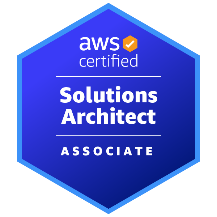 aws
certified
Solutions
Architect
ASSOCIATE